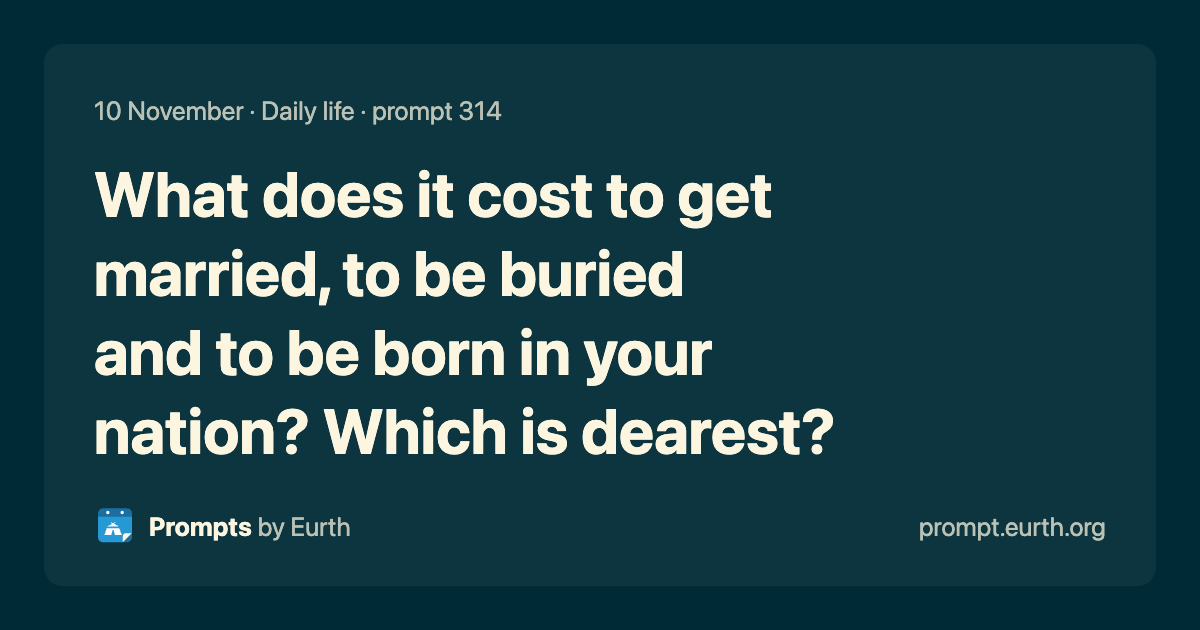 10 November · Daily life · prompt 314
What does it cost to get
married, to be buried
and to be born in your
nation? Which is dearest?
Prompts by Eurth
prompt.eurth.org